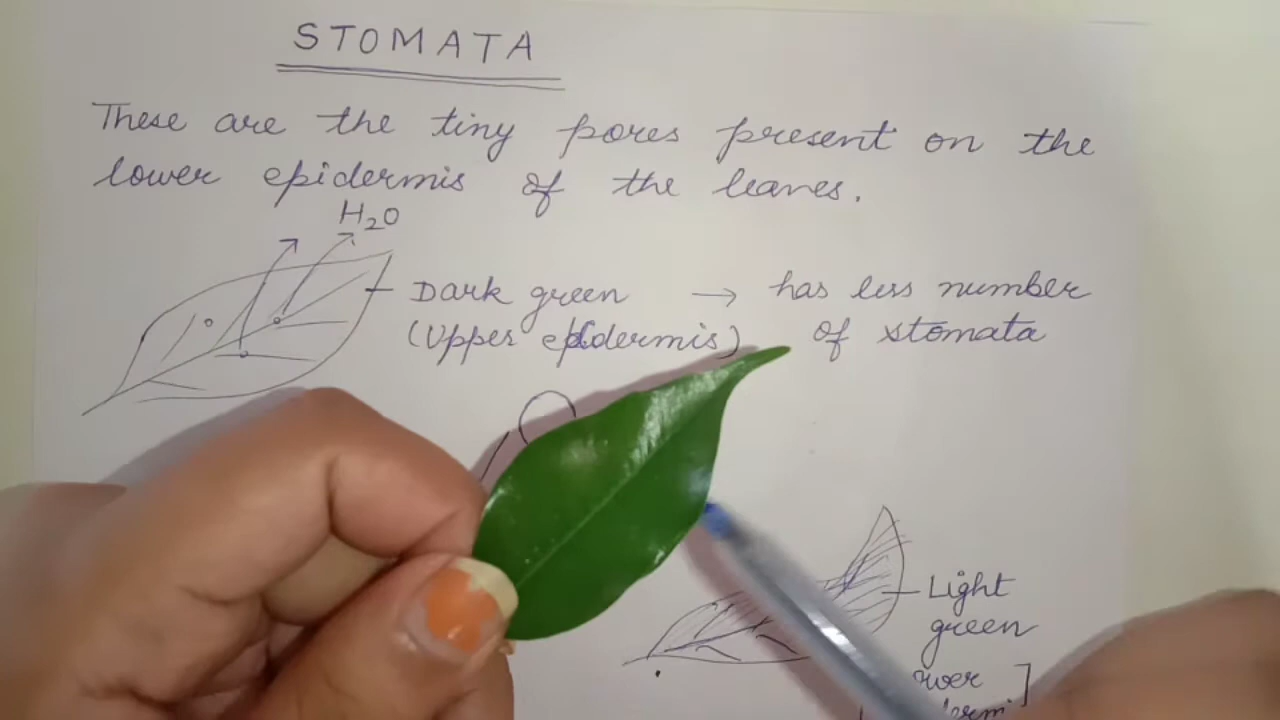 STOMATA
These are the tiny pores present on the
lower epidermis of the leaves.
H2O
Dark green → has less number
(Upper epidermis) of stomata
Light
green